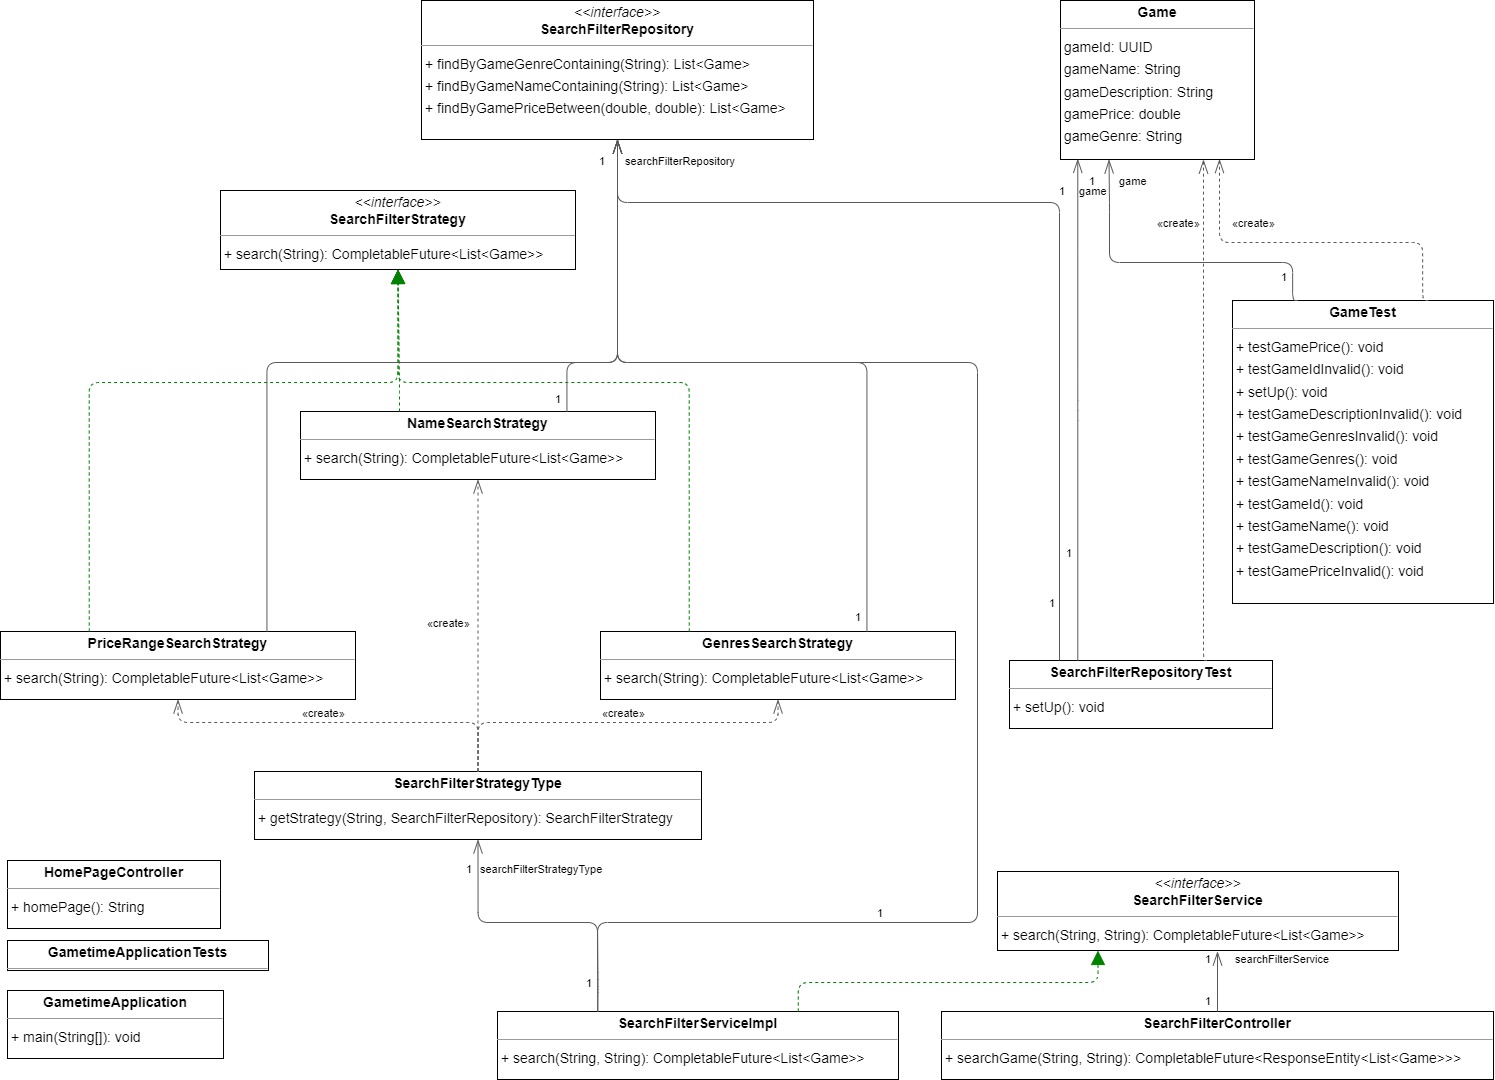 <<interface>>
SearchFilterRepository
+ findByGameGenreContaining(String): List<Game>
+ findByGameNameContaining(String): List<Game>
+ findByGamePriceBetween(double, double): List<Game>
Game
gameId: UUID
gameName: String
gameDescription: String
gamePrice: double
gameGenre: String
1
searchFilterRepository
1
game
1
game
«create»
«create»
1
<<interface>>
SearchFilterStrategy
+ search(String): CompletableFuture<List<Game>>
GameTest
+ testGamePrice(): void
+ testGameIdInvalid(): void
+ setUp(): void
+ testGameDescriptionInvalid(): void
+ testGameGenresInvalid(): void
+ testGameGenres(): void
+ testGameNameInvalid(): void
+ testGameId(): void
+ testGameName(): void
+ testGameDescription(): void
+ testGamePriceInvalid(): void
1
NameSearchStrategy
+ search(String): CompletableFuture<List<Game>>
1
1
1
«create»
PriceRangeSearchStrategy
+ search(String): CompletableFuture<List<Game>>
GenresSearchStrategy
+ search(String): CompletableFuture<List<Game>>
SearchFilterRepositoryTest
+ setUp(): void
«create»
«create»
SearchFilterStrategyType
+ getStrategy(String, SearchFilterRepository): SearchFilterStrategy
1
searchFilterStrategyType
1
HomePageController
+ homePage(): String
GametimeApplicationTests
GametimeApplication
+ main(String[]): void
<<interface>>
SearchFilterService
+ search(String, String): CompletableFuture<List<Game>>
1
searchFilterService
1
1
SearchFilterServiceImpl
+ search(String, String): CompletableFuture<List<Game>>
SearchFilterController
+ searchGame(String, String): CompletableFuture<ResponseEntity<List<Game>>>